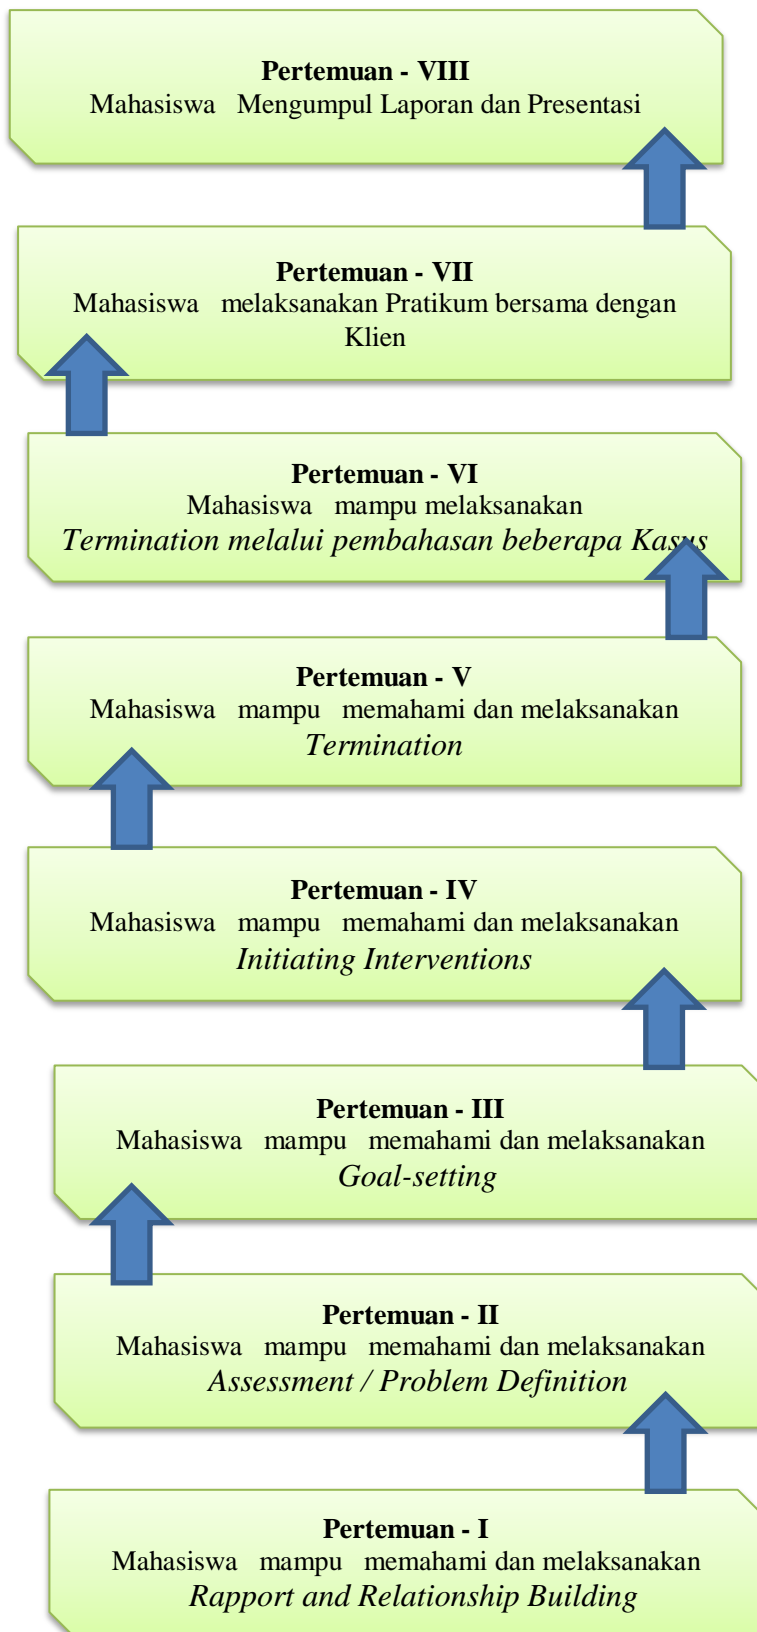 Pertemuan - VIII
Mahasiswa Mengumpul Laporan dan Presentasi
Pertemuan - VII
Mahasiswa melaksanakan Pratikum bersama dengan
Klien
Pertemuan - VI
Mahasiswa mampu melaksanakan
Termination melalui pembahasan beberapa Kasus
Pertemuan - V
Mahasiswa mampu memahami dan melaksanakan
Termination
Pertemuan - IV
Mahasiswa mampu memahami dan melaksanakan
Initiating Interventions
Pertemuan - III
Mahasiswa mampu memahami dan melaksanakan
Goal-setting
Pertemuan - II
Mahasiswa mampu memahami dan melaksanakan
Assessment / Problem Definition
Pertemuan - I
Mahasiswa mampu memahami dan melaksanakan
Rapport and Relationship Building